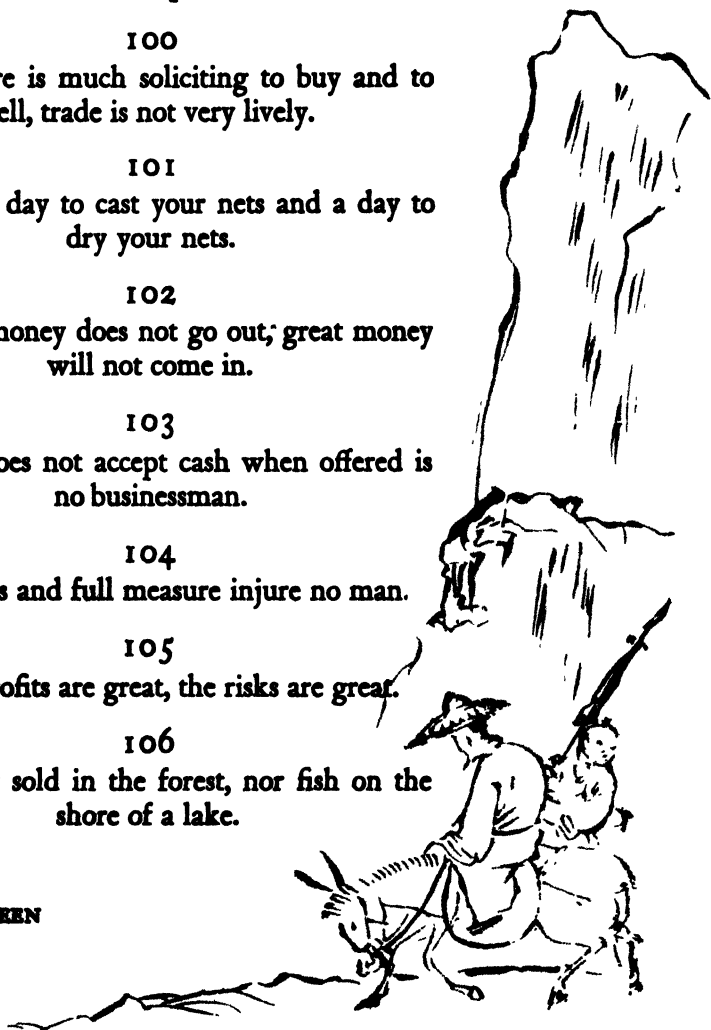 100
re is much soliciting to buy and to
ell, trade is not very lively.
101
day to cast your nets and a day to
dry your nets.
102
noney does not go out; great money
will not come in.
103
oes not accept cash when offered is
no businessman.
104
s and full measure injure no man.
105
ofits are great, the risks are great.
106
sold in the forest, nor fish on the
shore of a lake.
EEN